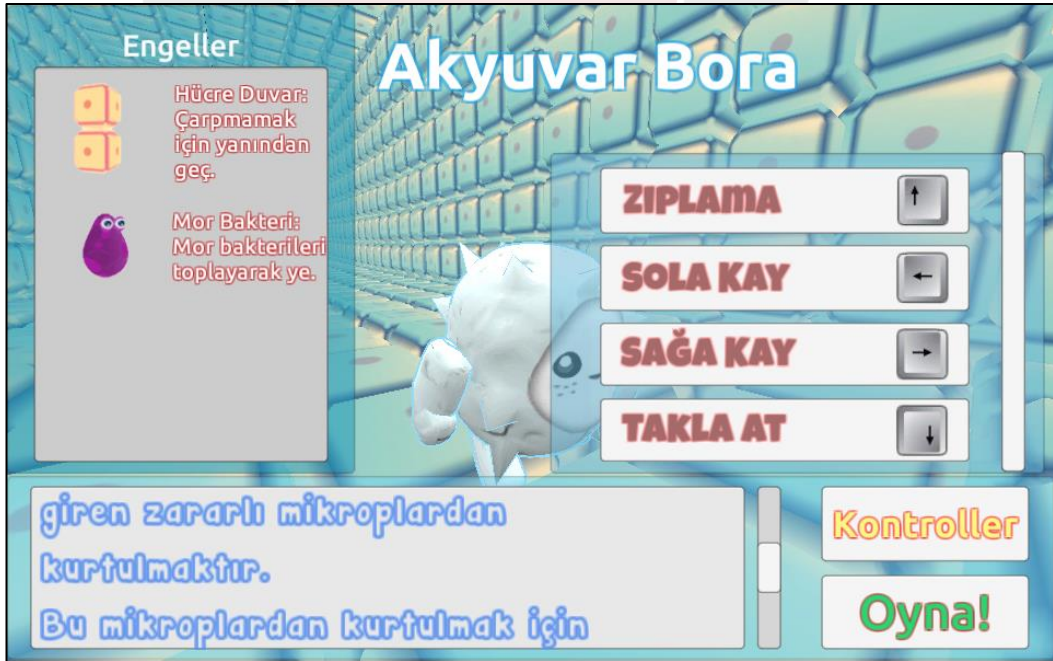 Engeller
Akyuvar Bora
Hücre Duvar:
Çarpmamak
için yanından
geç.
Mor Bakteri:
Mor bakterileri
toplayarak ye.
ZIPLAMA ↑
SOLA KAY ←
SAĞA KAY →
TAKLA AT ↓
giren zararlı mikroplardan
kurtulmaktır.
Bu mikroplardan kurtulmak için
Kontroller
Oyna!